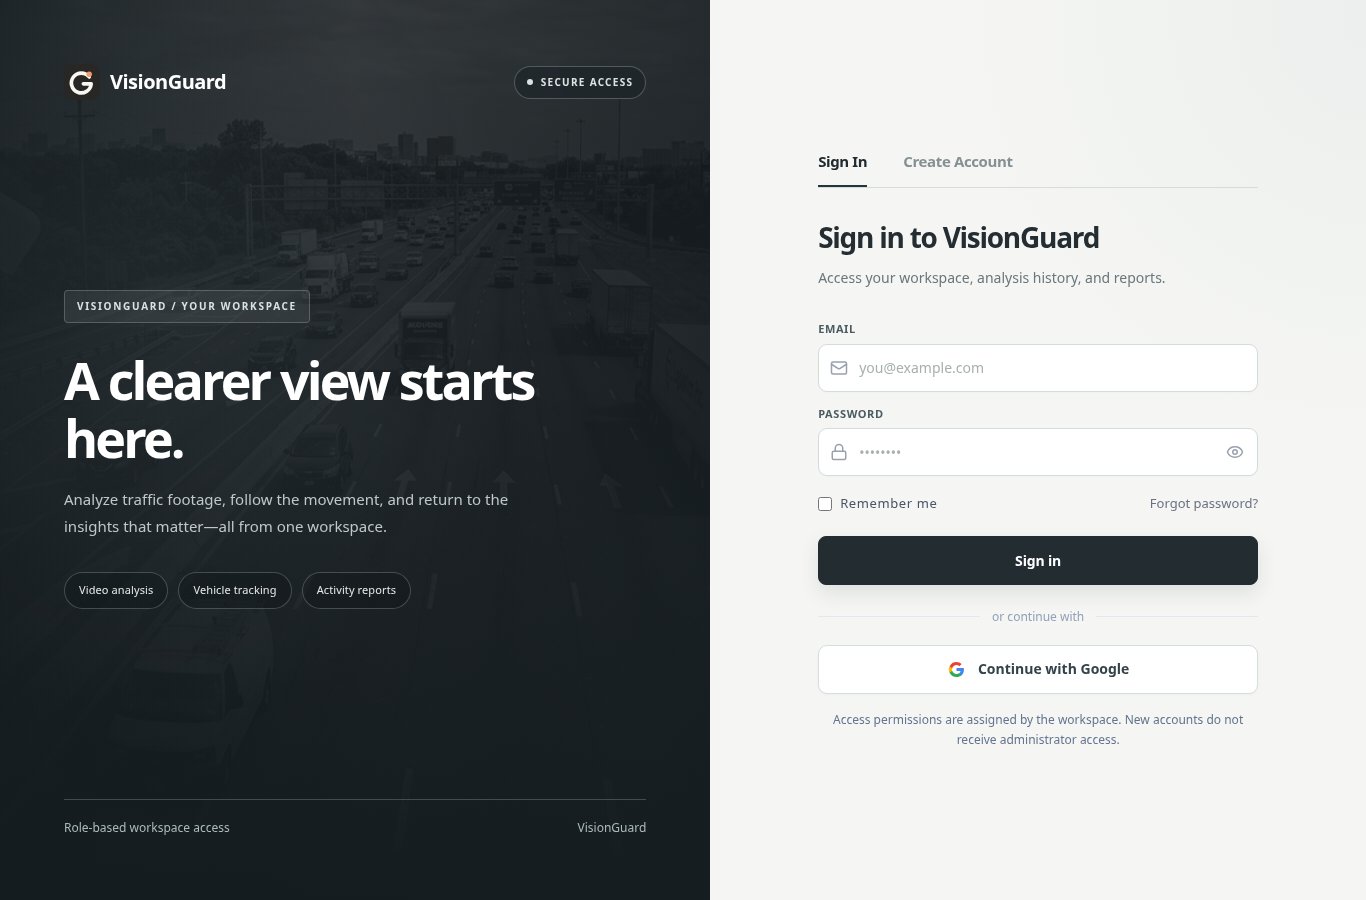 VisionGuard
SECURE ACCESS
VISIONGUARD / YOUR WORKSPACE
A clearer view starts
here.
Analyze traffic footage, follow the movement, and return to the
insights that matter—all from one workspace.
Video analysis
Vehicle tracking
Activity reports
Role-based workspace access
VisionGuard
Sign In
Create Account
Sign in to VisionGuard
Access your workspace, analysis history, and reports.
EMAIL
you@example.com
PASSWORD
••••••••
Remember me
Forgot password?
Sign in
or continue with
Continue with Google
Access permissions are assigned by the workspace. New accounts do not
receive administrator access.